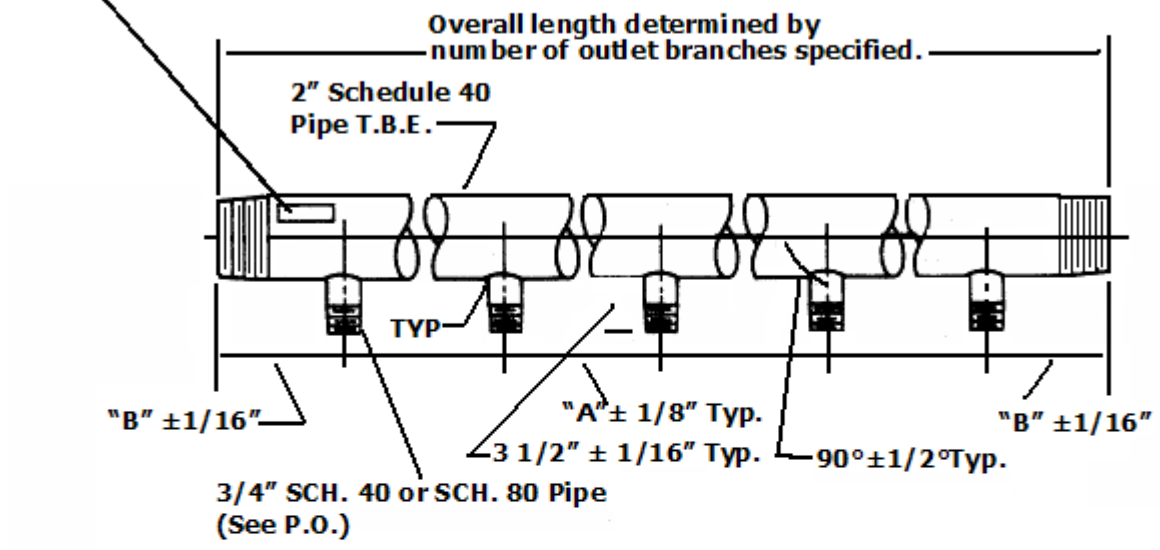 Overall length determined by
number of outlet branches specified.
2" Schedule 40
Pipe T.B.E.
TYP
"B" ±1/16"
"A"± 1/8" Typ.
"B" ±1/16"
3 1/2" ± 1/16" Typ.
90°±1/2°Typ.
3/4" SCH. 40 or SCH. 80 Pipe
(See P.O.)